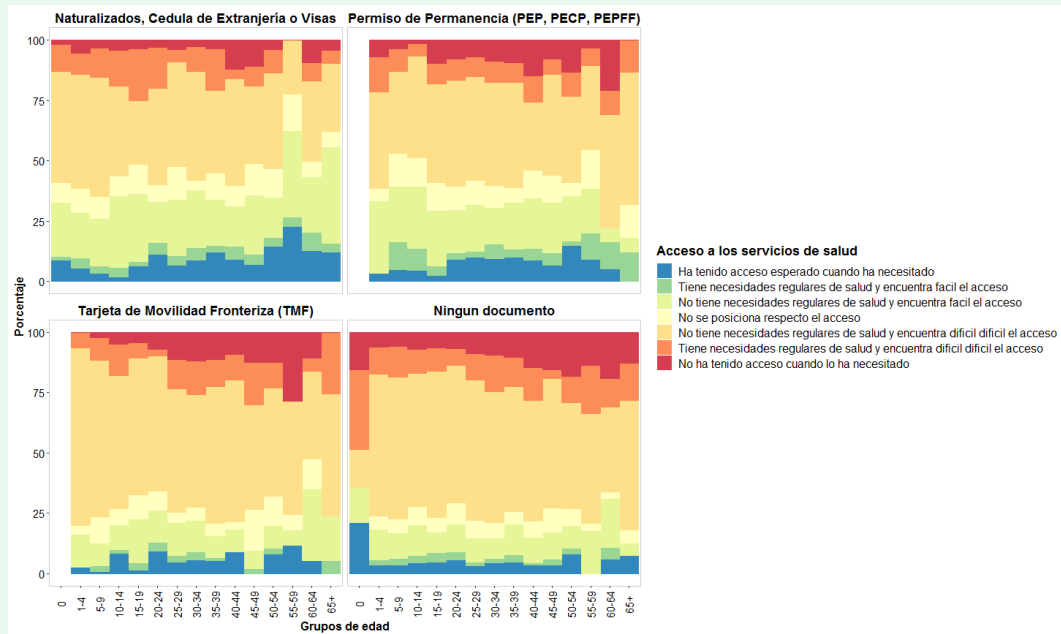 Naturalizados, Cedula de Extranjería o Visas
Permiso de Permanencia (PEP, PECP, PEPFF)
100
75
50
25
0
Tarjeta de Movilidad Fronteriza (TMF)
Ningun documento
100
75
50
25
0
Porcentaje
0
1-4
5-9
10-14
15-19
20-24
25-29
30-34
35-39
40-44
45-49
50-54
55-59
60-64
65+
0
1-4
5-9
10-14
15-19
20-24
25-29
30-34
35-39
40-44
45-49
50-54
55-59
60-64
65+
Grupos de edad
Acceso a los servicios de salud
Ha tenido acceso esperado cuando ha necesitado
Tiene necesidades regulares de salud y encuentra facil el acceso
No tiene necesidades regulares de salud y encuentra facil el acceso
No se posiciona respecto el acceso
No tiene necesidades regulares de salud y encuentra dificil dificil el acceso
Tiene necesidades regulares de salud y encuentra dificil dificil el acceso
No ha tenido acceso cuando lo ha necesitado